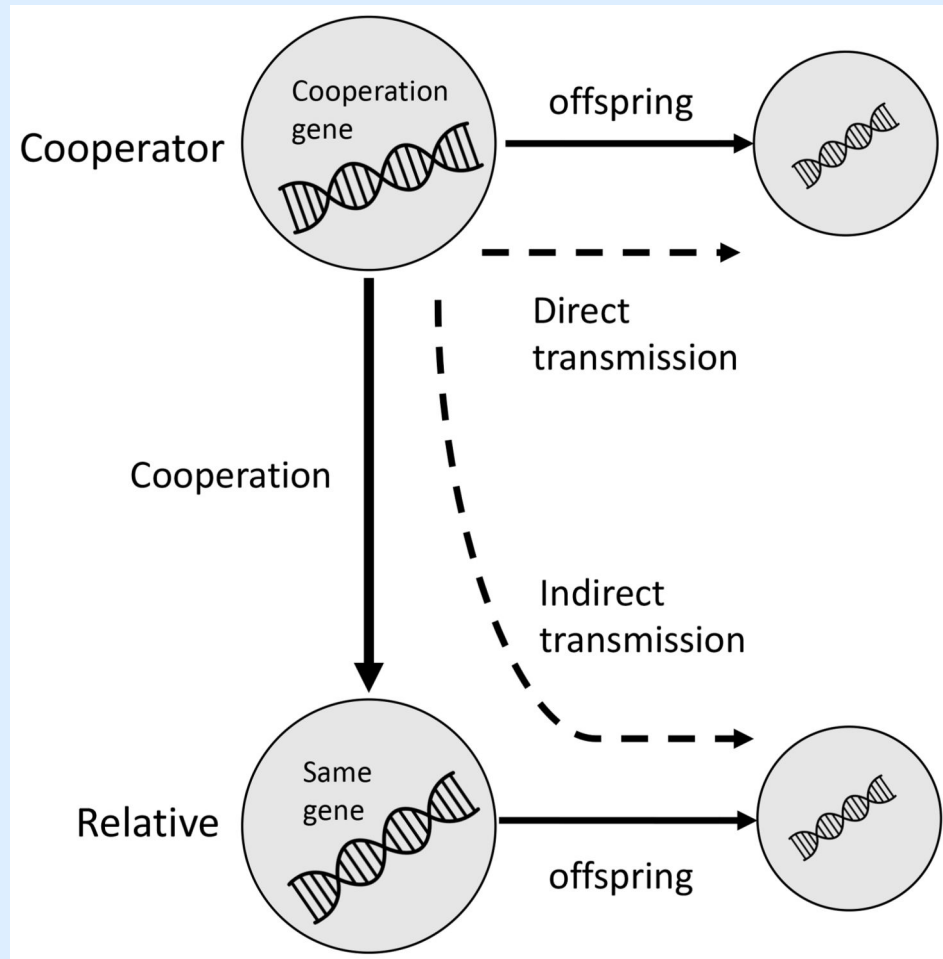 Cooperation
gene
offspring
Cooperator
Direct
transmission
Cooperation
Indirect
transmission
Same
gene
Relative
offspring